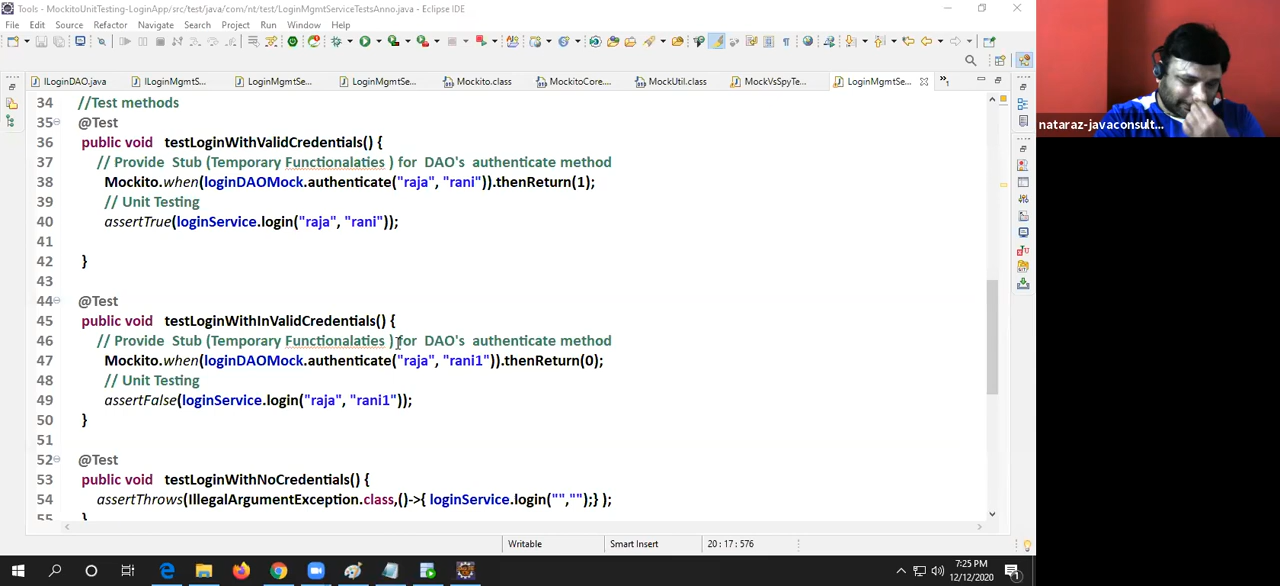 Tools - MockitoUnitTesting-LoginApp/src/test/java/com/nt/test/LoginMgmtServiceTestsAnno.java - Eclipse IDE
File Edit Source Refactor Navigate Search Project Run Window Help
ILoginDAO.java ILoginMgmtS... LoginMgmtSe... LoginMgmtSe... Mockito.class MockitoCore... MockUtil.class MockVsSpyTe... LoginMgmtSe... »1
nataraz-javaconsult...
34 //Test methods
35 @Test
36 public void testLoginWithValidCredentials() {
37 // Provide Stub (Temporary Functionalaties ) for DAO's authenticate method
38 Mockito.when(loginDAOMock.authenticate("raja", "rani")).thenReturn(1);
39 // Unit Testing
40 assertTrue(loginService.login("raja", "rani"));
41
42 }
43
44 @Test
45 public void testLoginWithInValidCredentials() {
46 // Provide Stub (Temporary Functionalaties ) for DAO's authenticate method
47 Mockito.when(loginDAOMock.authenticate("raja", "rani1")).thenReturn(0);
48 // Unit Testing
49 assertFalse(loginService.login("raja", "rani1"));
50 }
51
52 @Test
53 public void testLoginWithNoCredentials() {
54 assertThrows(IllegalArgumentException.class,()->{ loginService.login("","");} );
55 }
Writable Smart Insert 20 : 17 : 576
7:25 PM
12/12/2020